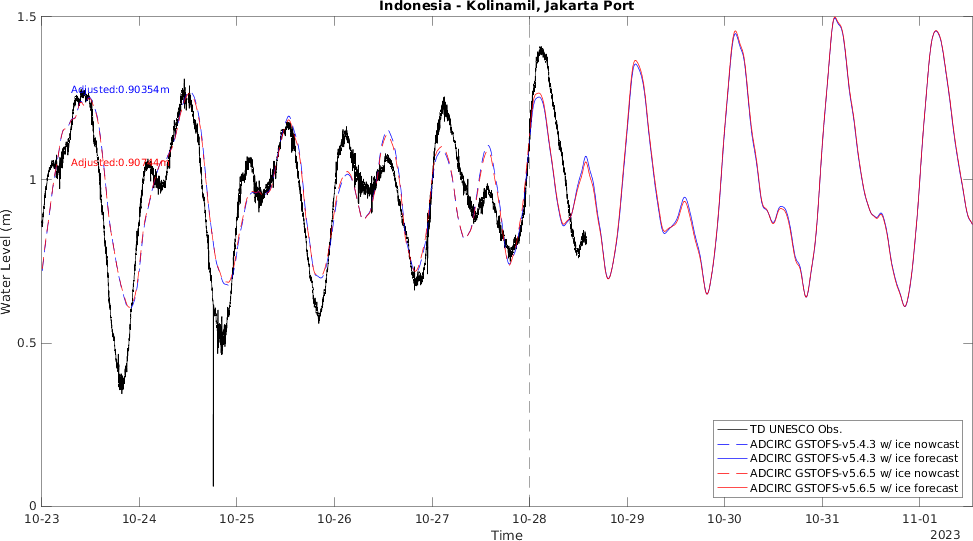 Indonesia - Kolinamil, Jakarta Port
Water Level (m)
1.5
1
0.5
0
Adjusted:0.90354m
TD UNESCO Obs.
ADCIRC GSTOFS-v5.4.3 w/ ice nowcast
ADCIRC GSTOFS-v5.4.3 w/ ice forecast
ADCIRC GSTOFS-v5.6.5 w/ ice nowcast
ADCIRC GSTOFS-v5.6.5 w/ ice forecast
10-23 10-24 10-25 10-26 10-27 10-28 10-29 10-30 10-31 11-01
Time
2023